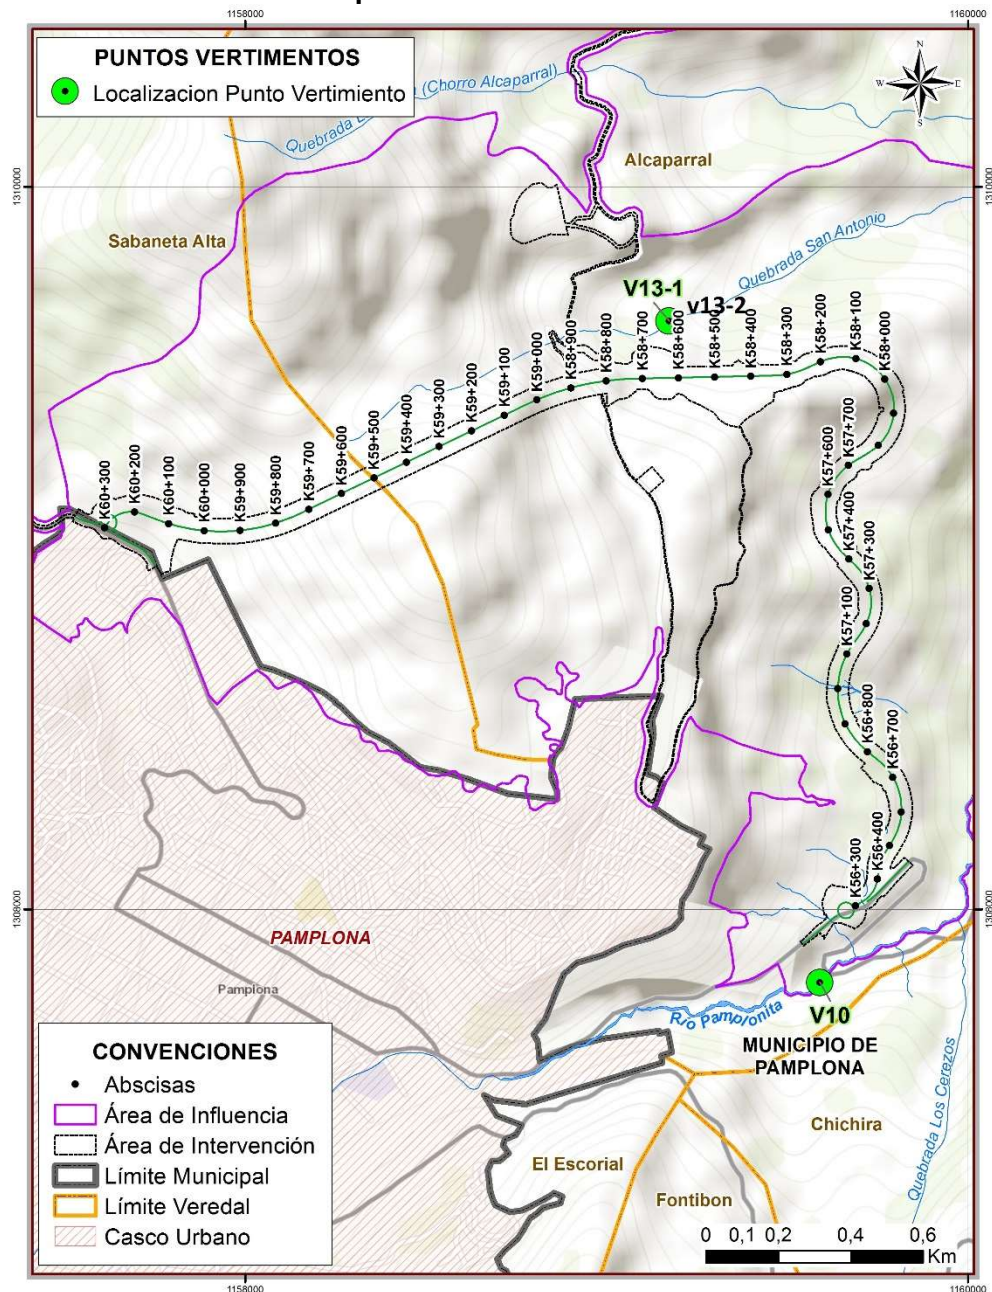 1158000
1160000
PUNTOS VERTIMENTOS
Localizacion Punto Vertimiento
(Chorro Alcaparral)
Quebrada
N
W
E
S
Alcaparral
1310000
1310000
Sabaneta Alta
Quebrada San Antonio
V13-1
v13-2
K58+000
K58+100
K58+200
K58+300
K58+400
K58+500
K58+600
K58+700
K58+800
K58+900
K59+000
K59+100
K59+200
K59+300
K59+400
K59+500
K59+600
K59+700
K59+800
K59+900
K60+000
K60+100
K60+200
K60+300
K57+700
K57+600
K57+400
K57+300
K57+100
K56+800
K56+700
K56+400
K56+300
1308000
1308000
PAMPLONA
Pamplona
Río Pamplonita
V10
MUNICIPIO DE
PAMPLONA
Quebrada Los Cerezos
Chichira
El Escorial
Fontibon
CONVENCIONES
Abscisas
Área de Influencia
Área de Intervención
Límite Municipal
Límite Veredal
Casco Urbano
0 0,1 0,2 0,4 0,6
Km
1158000
1160000